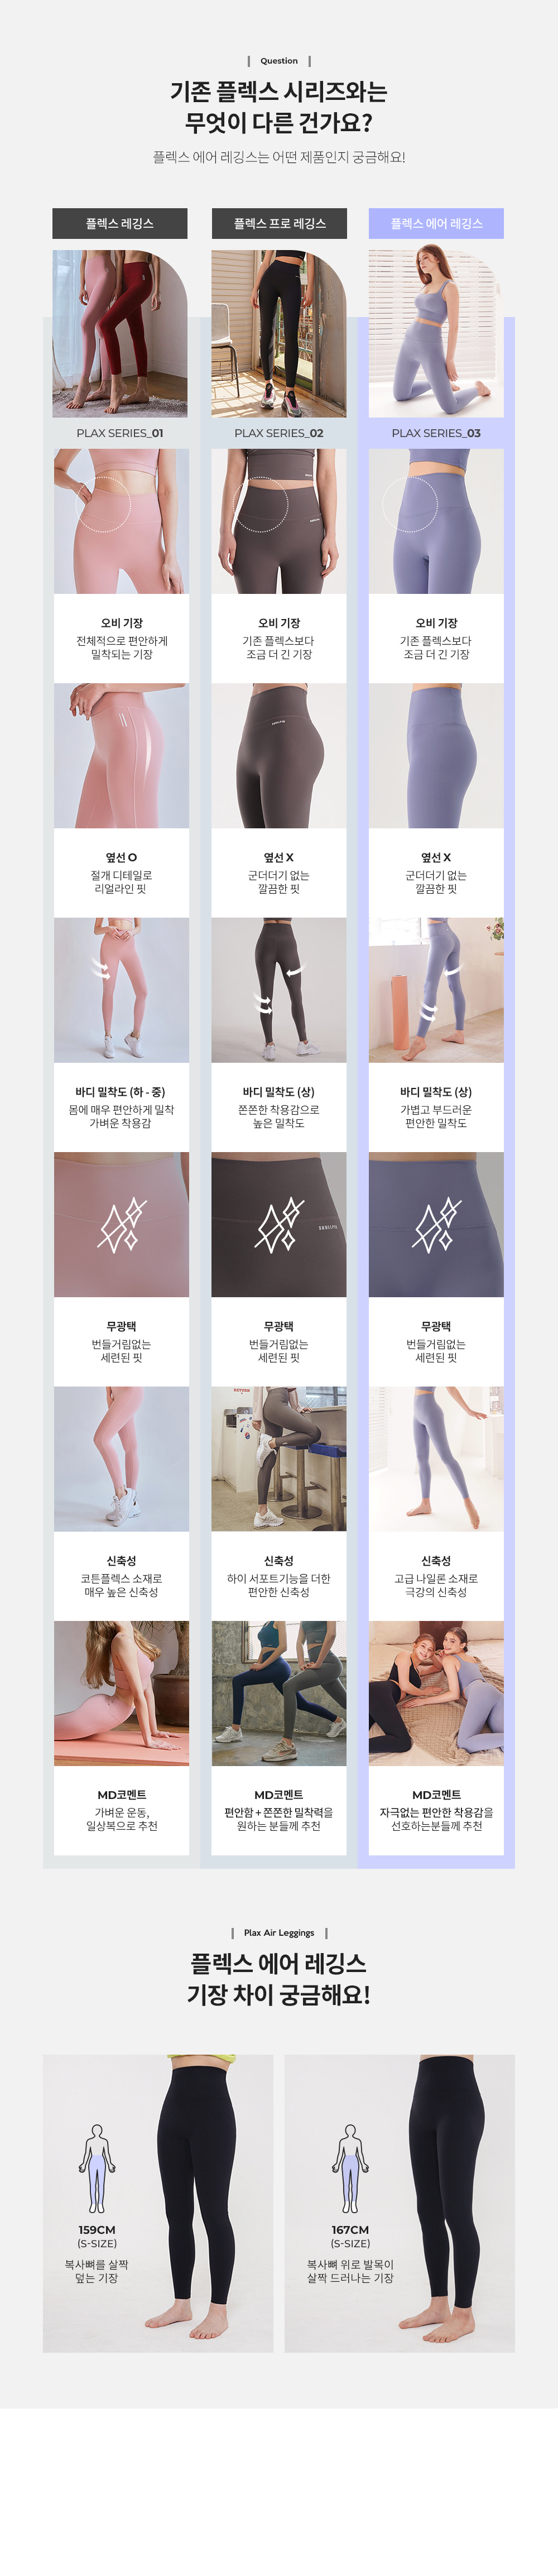 Question
기존 플렉스 시리즈와는
무엇이 다른 건가요?
플렉스 에어 레깅스는 어떤 제품인지 궁금해요!
플렉스 레깅스
플렉스 프로 레깅스
플렉스 에어 레깅스
PLAX SERIES_01
PLAX SERIES_02
PLAX SERIES_03
오비 기장
전체적으로 편안하게
밀착되는 기장
오비 기장
기존 플렉스보다
조금 더 긴 기장
오비 기장
기존 플렉스보다
조금 더 긴 기장
옆선 O
절개 디테일로
리얼라인 핏
옆선 X
군더더기 없는
깔끔한 핏
옆선 X
군더더기 없는
깔끔한 핏
바디 밀착도 (하 - 중)
몸에 매우 편안하게 밀착
가벼운 착용감
바디 밀착도 (상)
쫀쫀한 착용감으로
높은 밀착도
바디 밀착도 (상)
가볍고 부드러운
편안한 밀착도
무광택
번들거림없는
세련된 핏
무광택
번들거림없는
세련된 핏
무광택
번들거림없는
세련된 핏
신축성
코튼플렉스 소재로
매우 높은 신축성
신축성
하이 서포트기능을 더한
편안한 신축성
신축성
고급 나일론 소재로
극강의 신축성
MD코멘트
가벼운 운동,
일상복으로 추천
MD코멘트
편안함 + 쫀쫀한 밀착력을
원하는 분들께 추천
MD코멘트
자극없는 편안한 착용감을
선호하는분들께 추천
Plax Air Leggings
플렉스 에어 레깅스
기장 차이 궁금해요!
159CM
(S-SIZE)
복사뼈를 살짝
덮는 기장
167CM
(S-SIZE)
복사뼈 위로 발목이
살짝 드러나는 기장